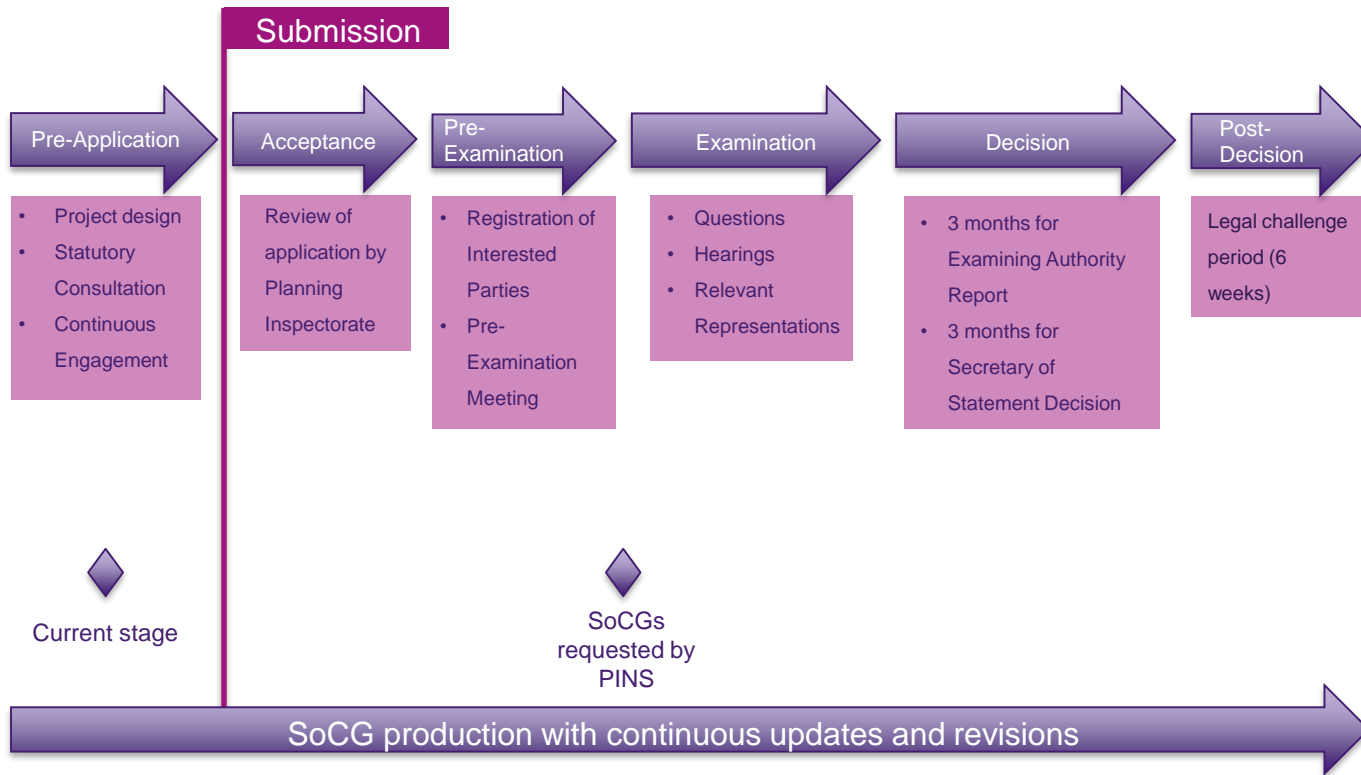 Submission
Pre-Application
Acceptance
Pre-
Examination
Examination
Decision
Post-
Decision
• Project design
• Statutory
Consultation
• Continuous
Engagement
Review of
application by
Planning
Inspectorate
• Registration of
Interested
Parties
• Pre-
Examination
Meeting
• Questions
• Hearings
• Relevant
Representations
• 3 months for
Examining Authority
Report
• 3 months for
Secretary of
Statement Decision
Legal challenge
period (6
weeks)
Current stage
SoCGs
requested by
PINS
SoCG production with continuous updates and revisions